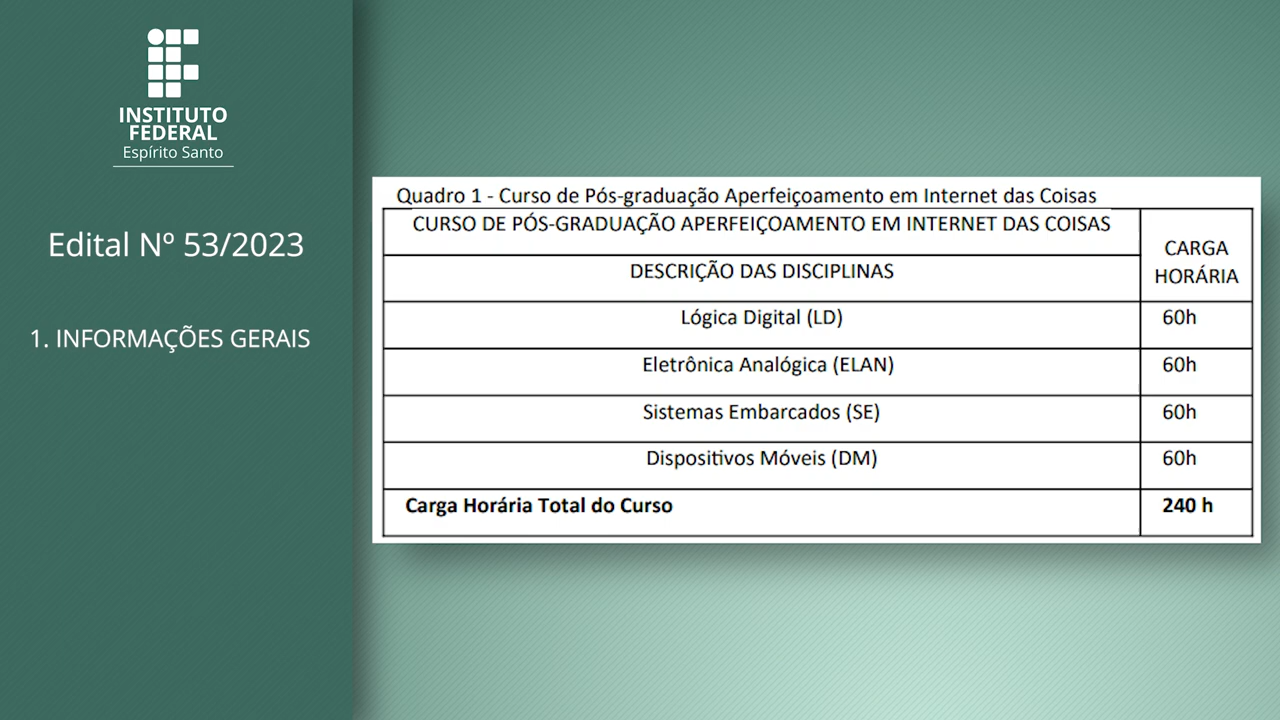 INSTITUTO
FEDERAL
Espírito Santo
Edital Nº 53/2023
1. INFORMAÇÕES GERAIS
Quadro 1 - Curso de Pós-graduação Aperfeiçoamento em Internet das Coisas
CURSO DE PÓS-GRADUAÇÃO APERFEIÇOAMENTO EM INTERNET DAS COISAS
CARGA
HORÁRIA
DESCRIÇÃO DAS DISCIPLINAS
Lógica Digital (LD) 60h
Eletrônica Analógica (ELAN) 60h
Sistemas Embarcados (SE) 60h
Dispositivos Móveis (DM) 60h
Carga Horária Total do Curso 240 h